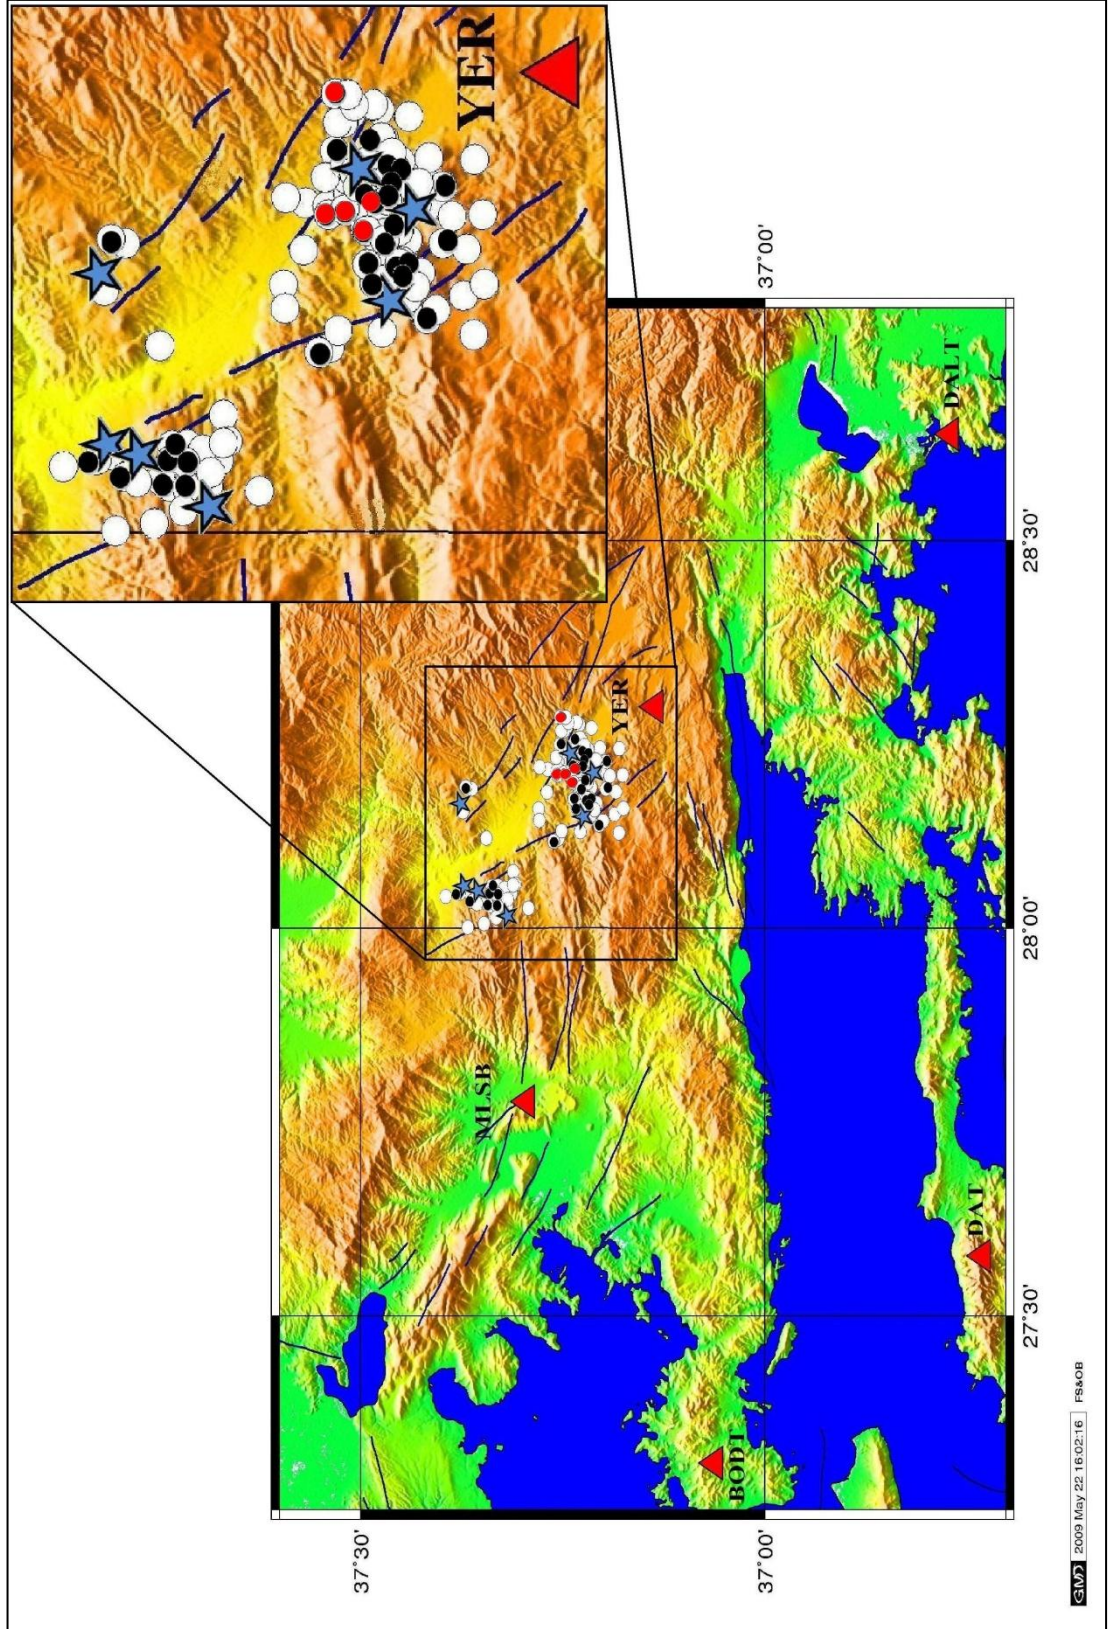 YER
37°00'
DALT
28°30'
YER
28°00'
MLSB
DAT
27°30'
BODT
37°30'
37°00'
GMD 2009 May 22 16:02:16 FS&OB